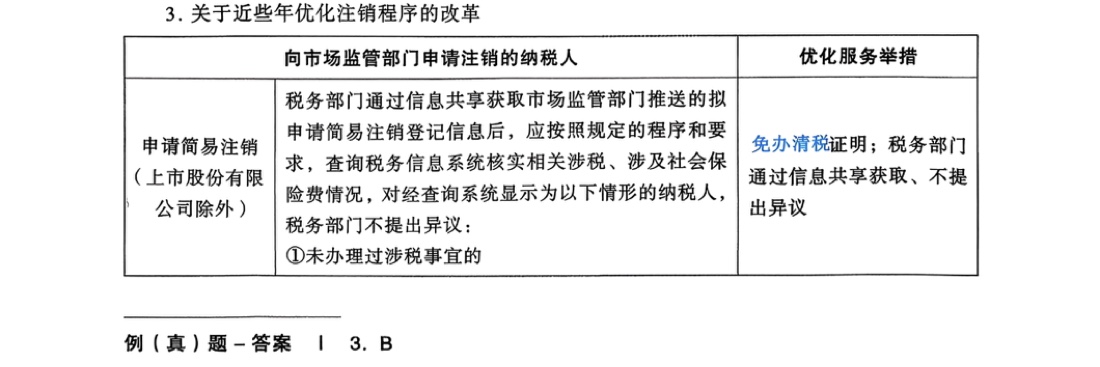 3. 关于近些年优化注销程序的改革
向市场监管部门申请注销的纳税人
优化服务举措
申请简易注销
（上市股份有限
公司除外）
税务部门通过信息共享获取市场监管部门推送的拟
申请简易注销登记信息后，应按照规定的程序和要
求，查询税务信息系统核实相关涉税、涉及社会保
险费情况，对经查询系统显示为以下情形的纳税人，
税务部门不提出异议：
①未办理过涉税事宜的
免办清税证明；税务部门
通过信息共享获取、不提
出异议
例（真）题－答案 | 3. B